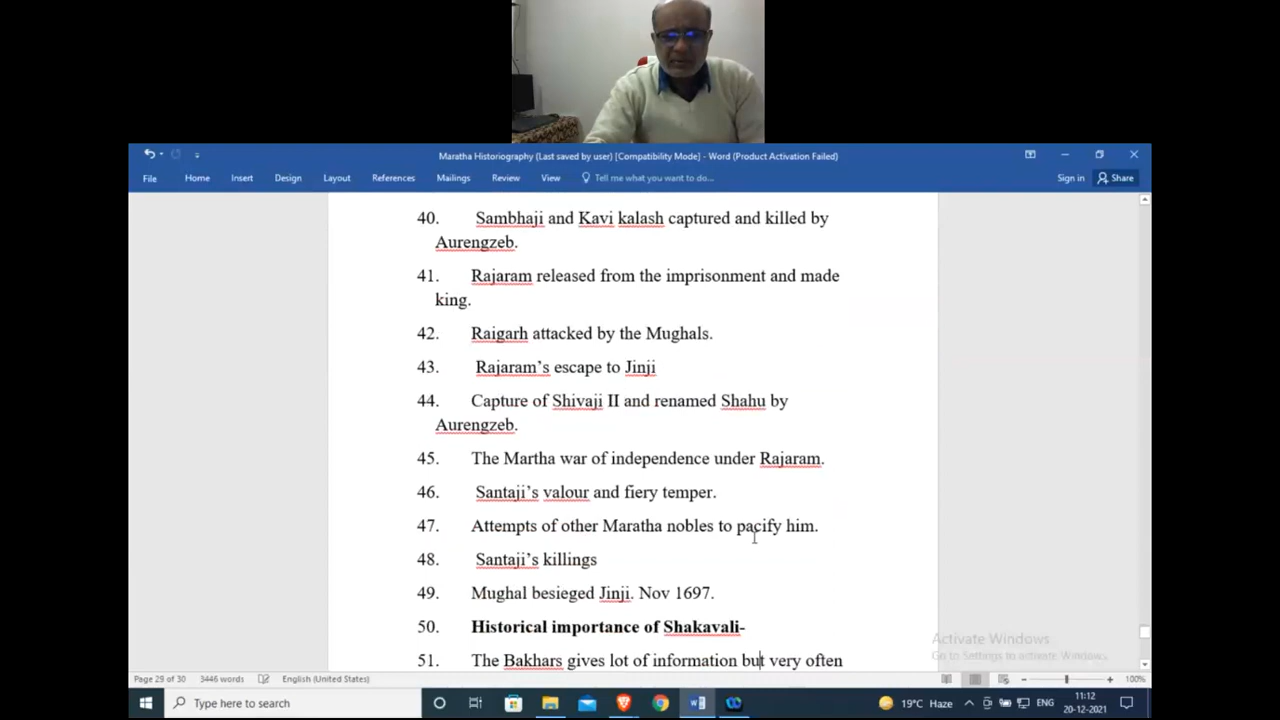 Maratha Historiography (Last saved by user) [Compatibility Mode] - Word (Product Activation Failed)
File Home Insert Design Layout References Mailings Review View Tell me what you want to do... Sign in Share
40. Sambhaji and Kavi kalash captured and killed by
Aurengzeb.
41. Rajaram released from the imprisonment and made
king.
42. Raigarh attacked by the Mughals.
43. Rajaram's escape to Jinji
44. Capture of Shivaji II and renamed Shahu by
Aurengzeb.
45. The Martha war of independence under Rajaram.
46. Santaji's valour and fiery temper.
47. Attempts of other Maratha nobles to pacify him.
48. Santaji's killings
49. Mughal besieged Jinji. Nov 1697.
50. Historical importance of Shakavali-
51. The Bakhars gives lot of information but very often
Activate Windows
Go to Settings to activate Windows.
Page 29 of 30 3446 words English (United States) 100%
Type here to search 19°C Haze ENG 11:12
20-12-2021